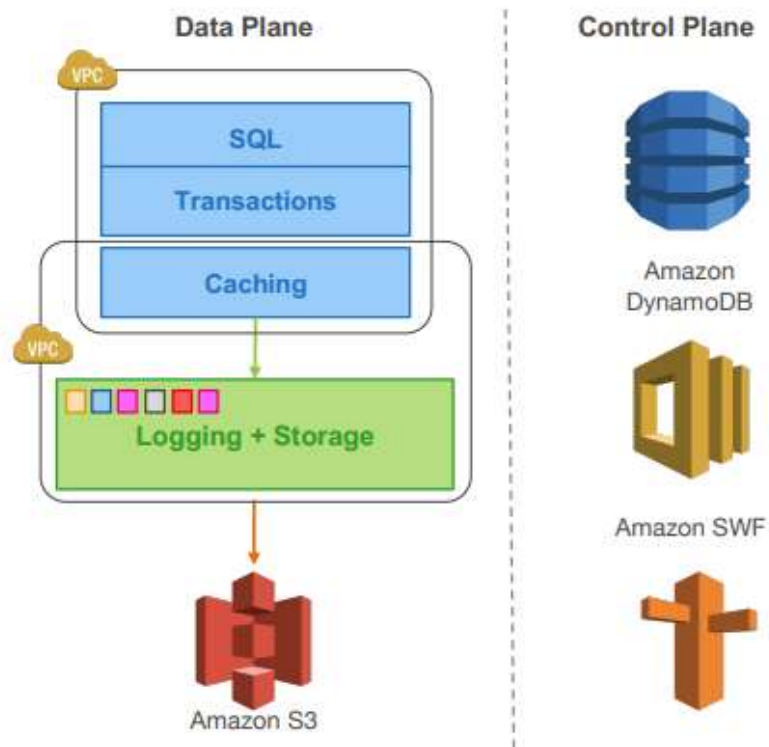 Data Plane
Control Plane
VPC
SQL
Transactions
Caching
VPC
Logging + Storage
Amazon S3
Amazon
DynamoDB
Amazon SWF